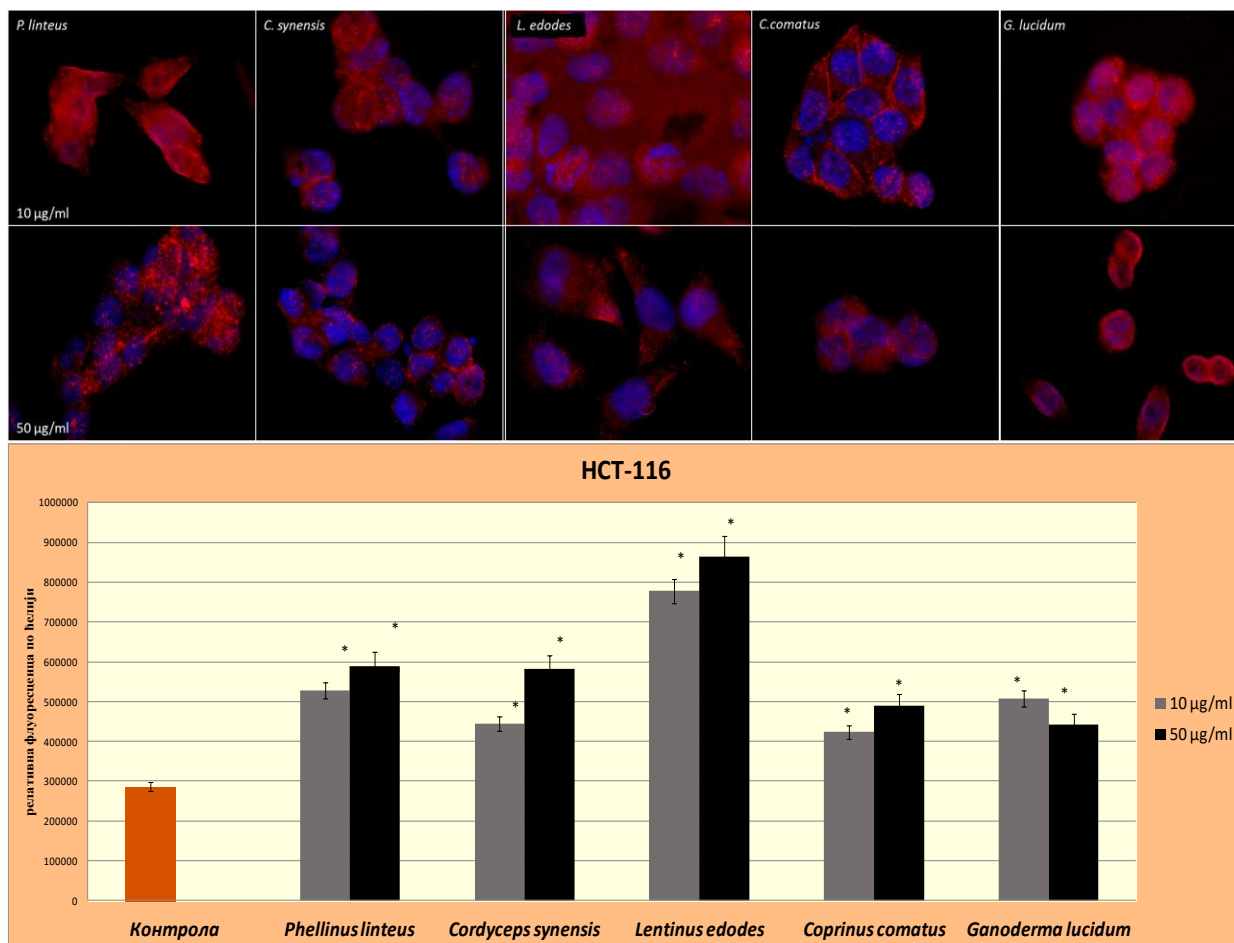 P. linteus
C. synensis
L. edodes
C.comatus
G. lucidum
10 µg/ml
50 µg/ml
HCT-116
1000000
900000
800000
700000
600000
500000
400000
300000
200000
100000
0
релативна флуоресценца по ћелији
* * * * * * * * * *
10 µg/ml
50 µg/ml
Контрола
Phellinus linteus
Cordyceps synensis
Lentinus edodes
Coprinus comatus
Ganoderma lucidum